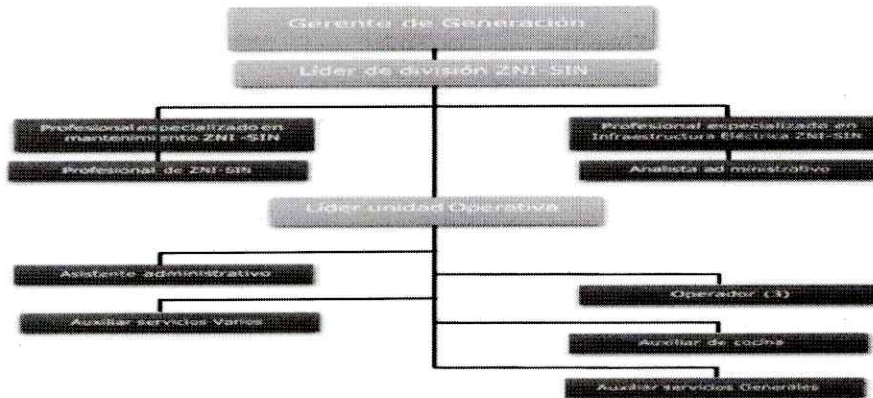 Gerente de Generación
Líder de división ZNI-SIN
Profesional especializado en
mantenimiento ZNI -SIN
Profesional especializado en
Infraestructura Eléctrica ZNI-SIN
Profesional de ZNI-SIN
Analista administrativo
Líder unidad Operativa
Asistente administrativo
Operador (3)
Auxiliar servicios Varios
Auxiliar de cocina
Auxiliar servicios Generales